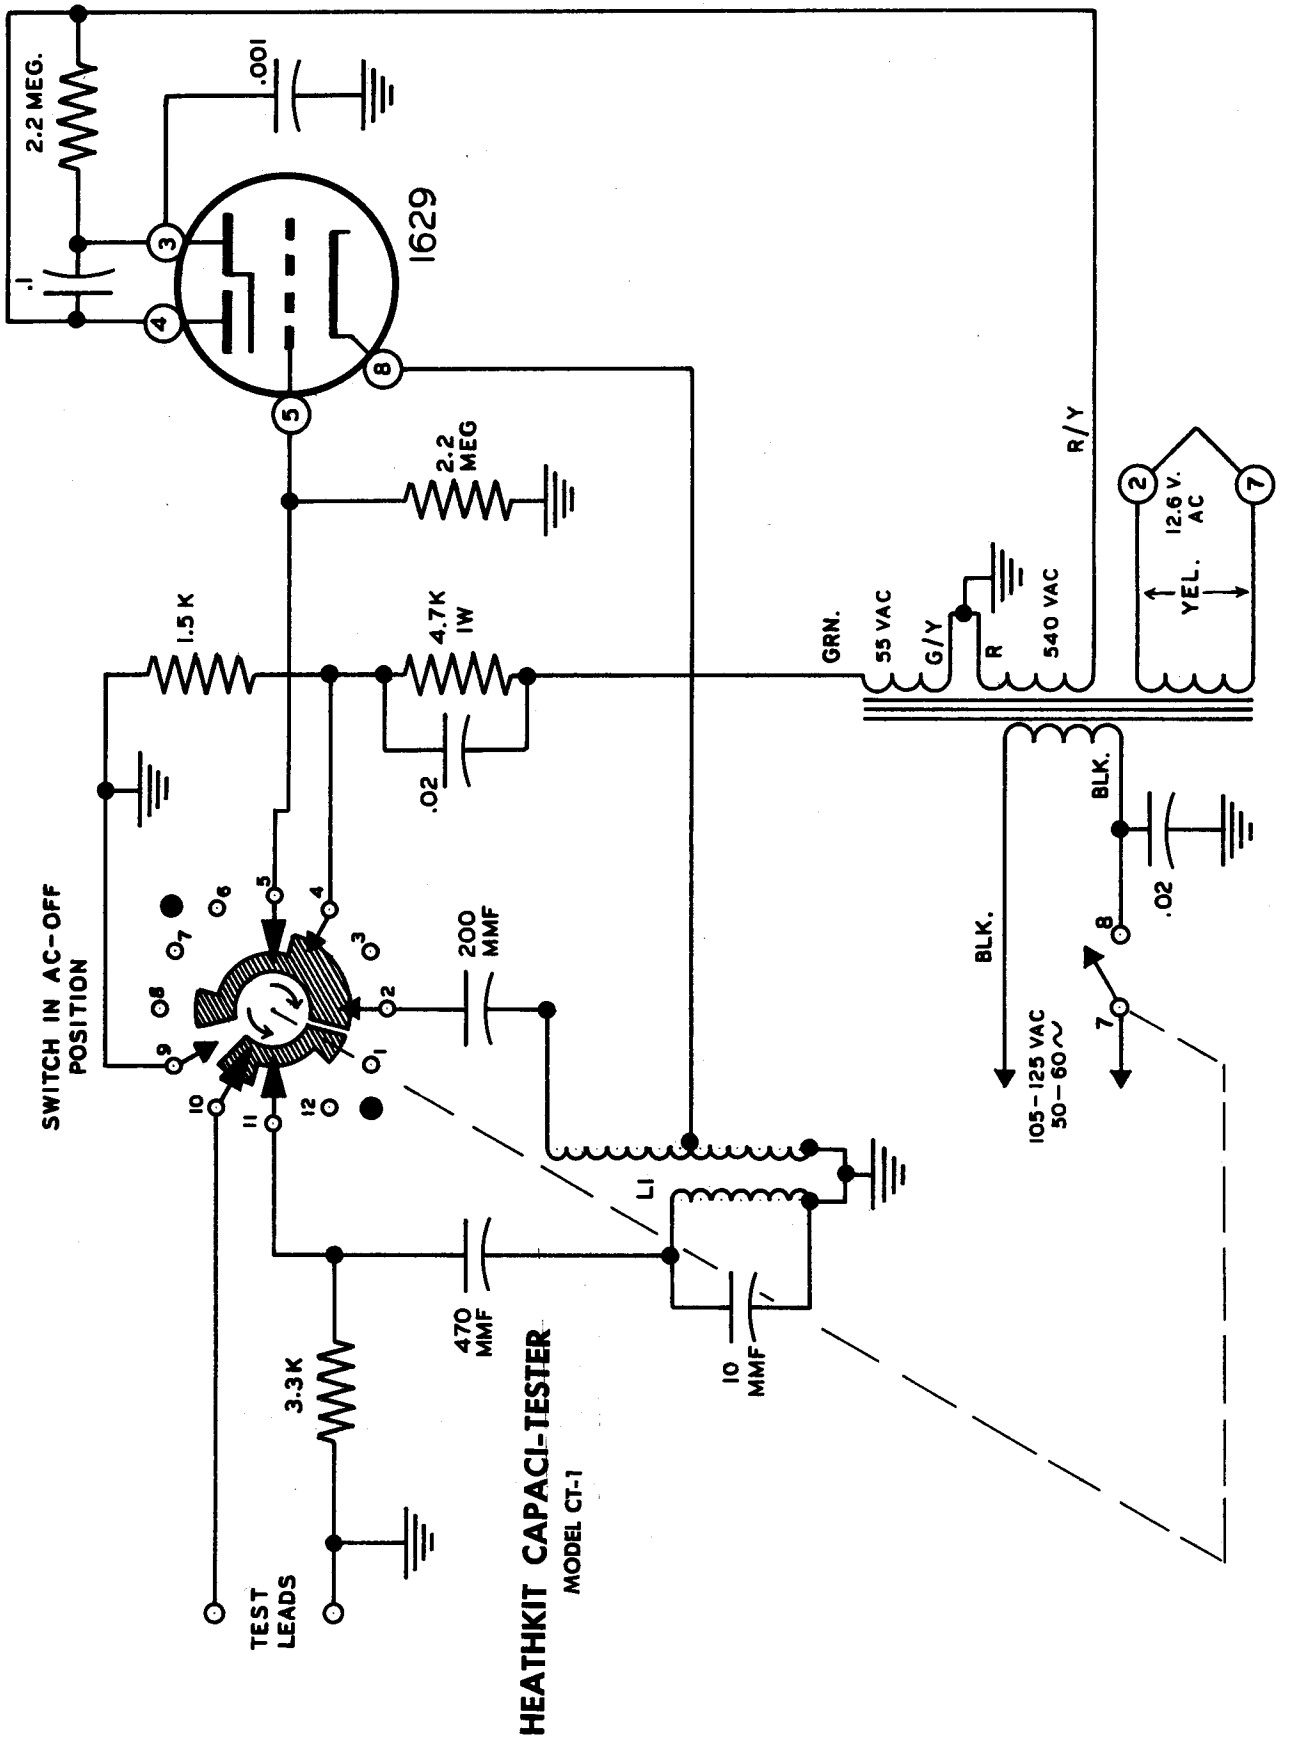 HEATHKIT CAPACI-TESTER
MODEL CT-1
TEST
LEADS
3.3K
470
MMF
10
MMF
L1
SWITCH IN AC-OFF
POSITION
1
2
3
4
5
6
7
8
9
10
11
12
200
MMF
1.5K
.02
4.7K
1W
2.2
MEG
5
4
3
8
1629
.1
2.2 MEG.
.001
GRN.
55 VAC
G/Y
R
540 VAC
R/Y
12.6 V.
AC
2
7
YEL.
BLK.
BLK.
.02
8
7
105-125 VAC
50-60~